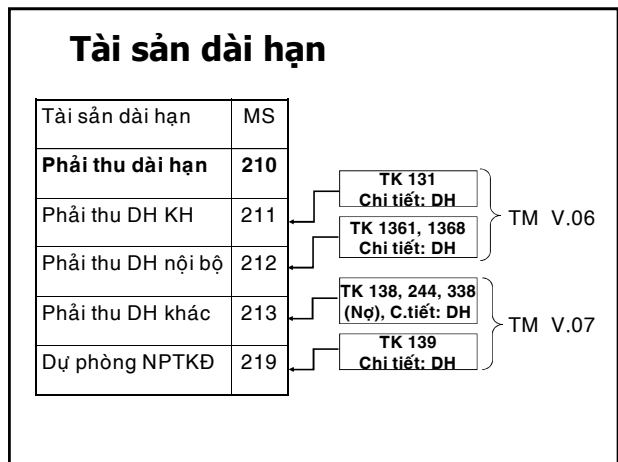 Tài sản dài hạn
Tài sản dài hạn MS
Phải thu dài hạn 210
Phải thu DH KH 211
Phải thu DH nội bộ 212
Phải thu DH khác 213
Dự phòng NPTKĐ 219
TK 131
Chi tiết: DH
TK 1361, 1368
Chi tiết: DH
TM V.06
TK 138, 244, 338
(Nợ), C.tiết: DH
TK 139
Chi tiết: DH
TM V.07